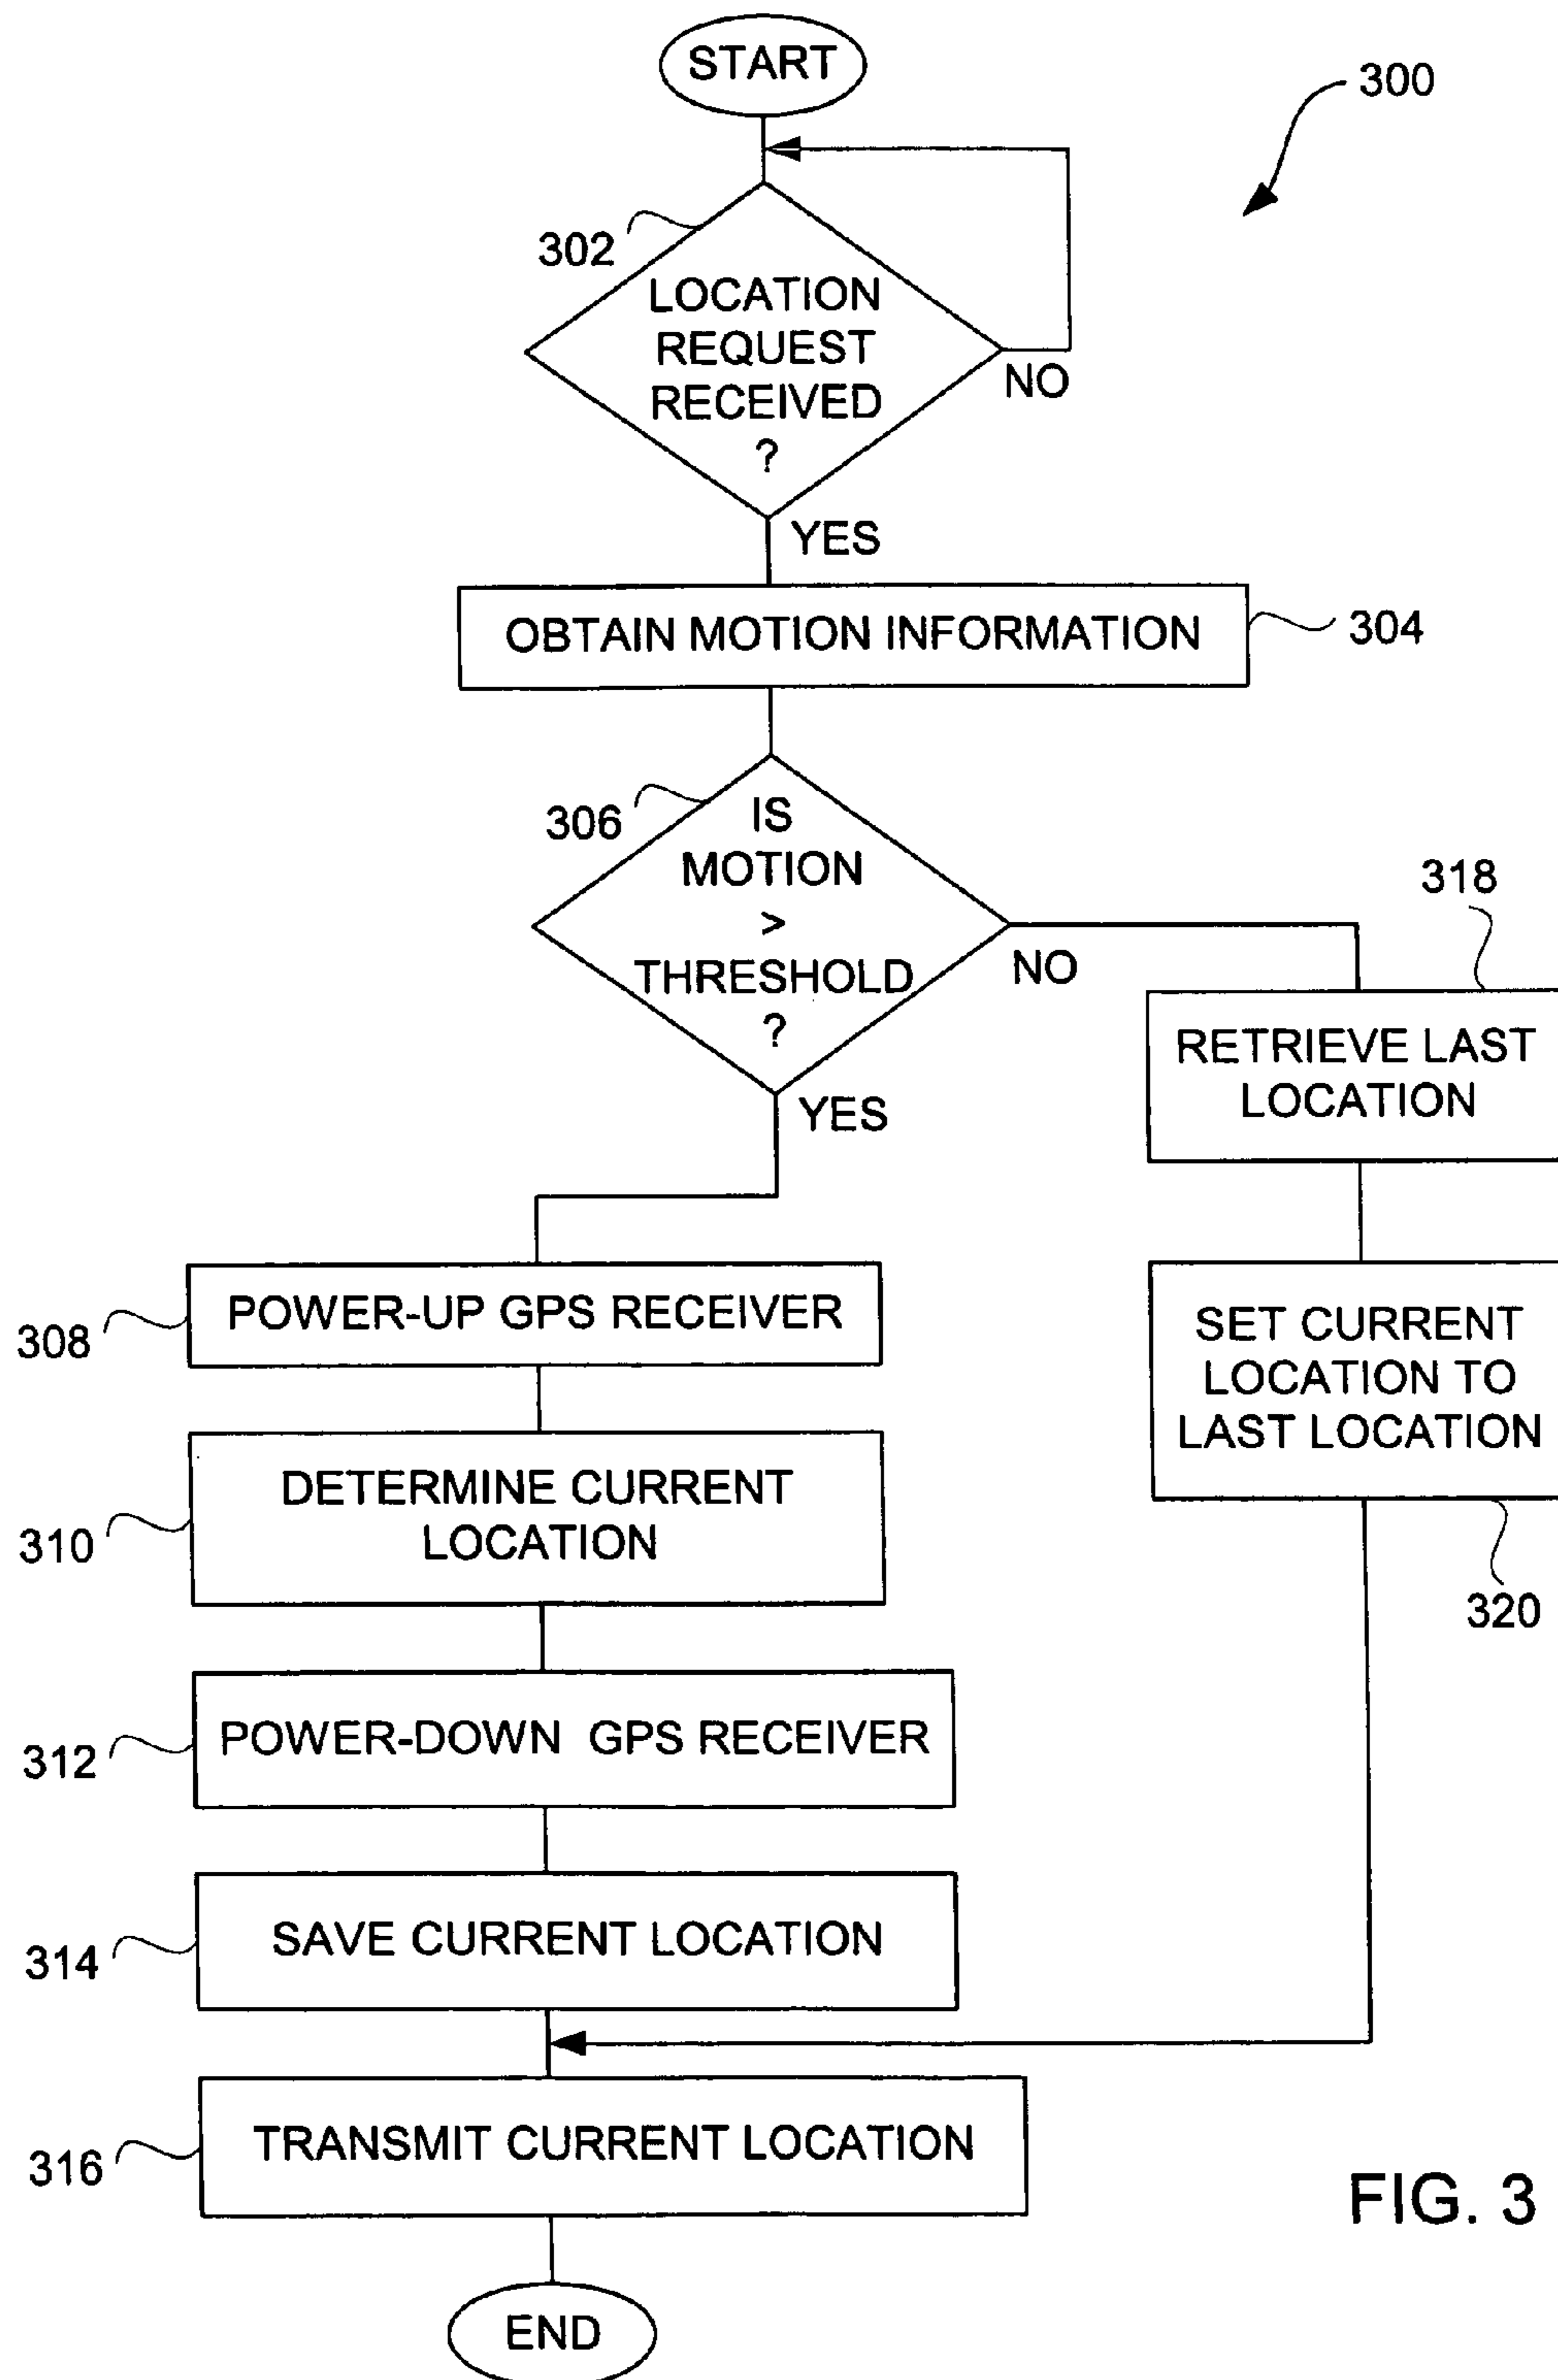 START
300
302
LOCATION
REQUEST
RECEIVED
?
NO
YES
OBTAIN MOTION INFORMATION
304
306
IS
MOTION
>
THRESHOLD
?
NO
YES
318
RETRIEVE LAST
LOCATION
308
POWER-UP GPS RECEIVER
SET CURRENT
LOCATION TO
LAST LOCATION
320
310
DETERMINE CURRENT
LOCATION
312
POWER-DOWN GPS RECEIVER
314
SAVE CURRENT LOCATION
316
TRANSMIT CURRENT LOCATION
END
FIG. 3